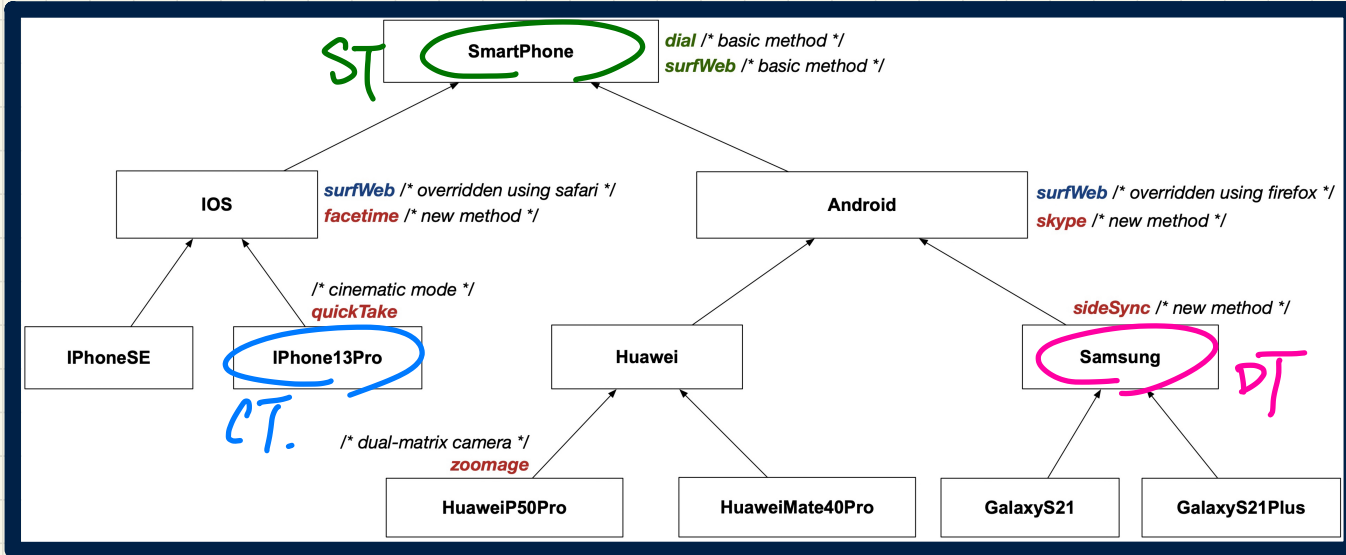 ST
SmartPhone
dial /* basic method */
surfWeb /* basic method */
IOS
surfWeb /* overridden using safari */
facetime /* new method */
Android
surfWeb /* overridden using firefox */
skype /* new method */
/* cinematic mode */
quickTake
sideSync /* new method */
IPhoneSE
IPhone13Pro
Huawei
Samsung
DT
CT.
/* dual-matrix camera */
zoomage
HuaweiP50Pro
HuaweiMate40Pro
GalaxyS21
GalaxyS21Plus